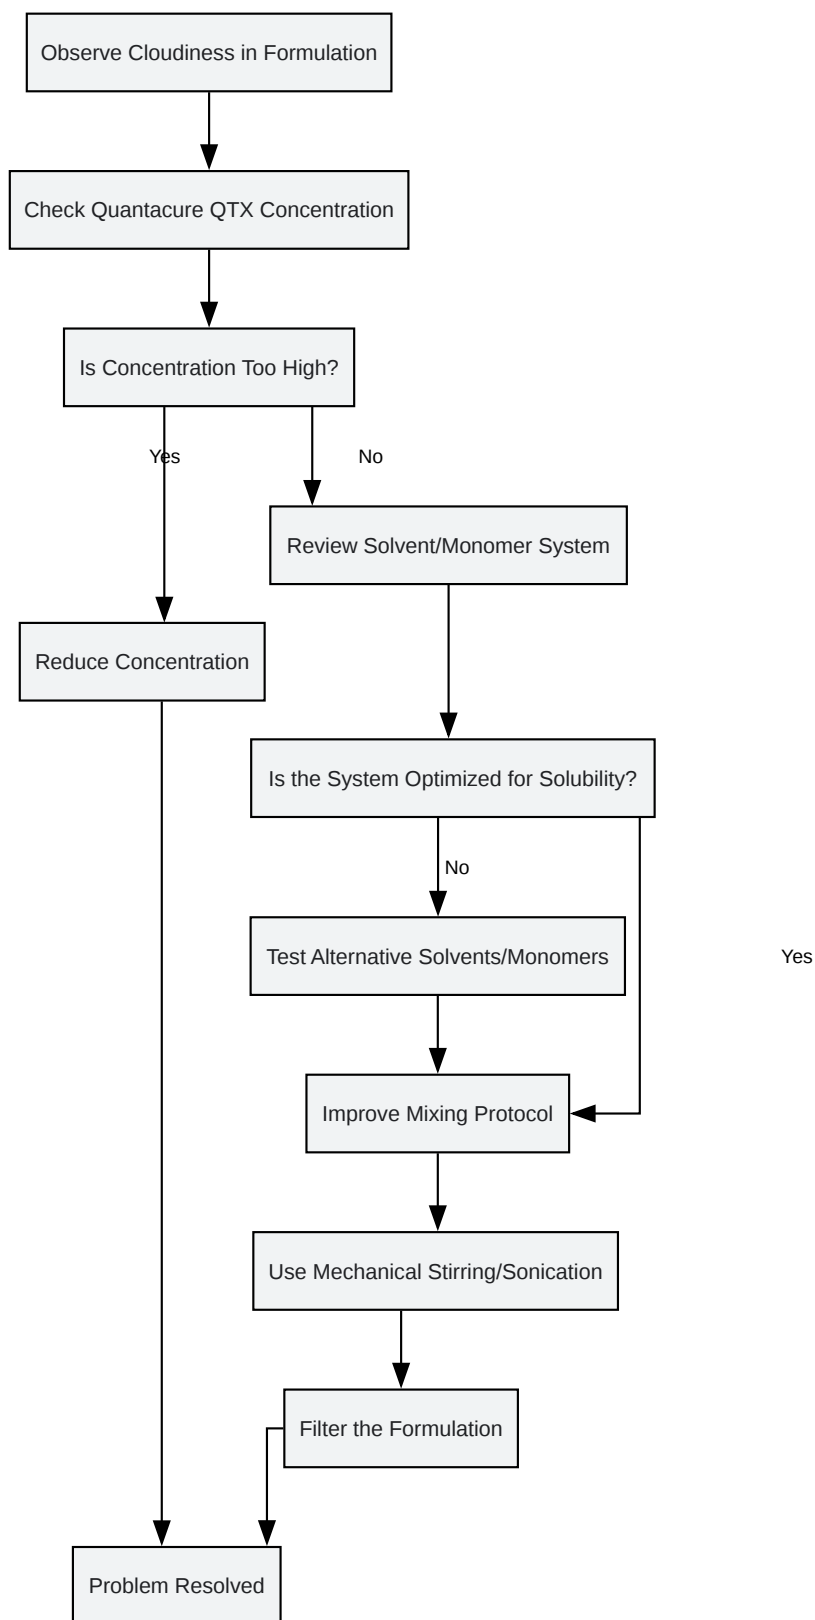 Observe Cloudiness in Formulation
Check Quantacure QTX Concentration
Is Concentration Too High?
Yes
No
Review Solvent/Monomer System
Reduce Concentration
Is the System Optimized for Solubility?
No
Test Alternative Solvents/Monomers
Yes
Improve Mixing Protocol
Use Mechanical Stirring/Sonication
Filter the Formulation
Problem Resolved